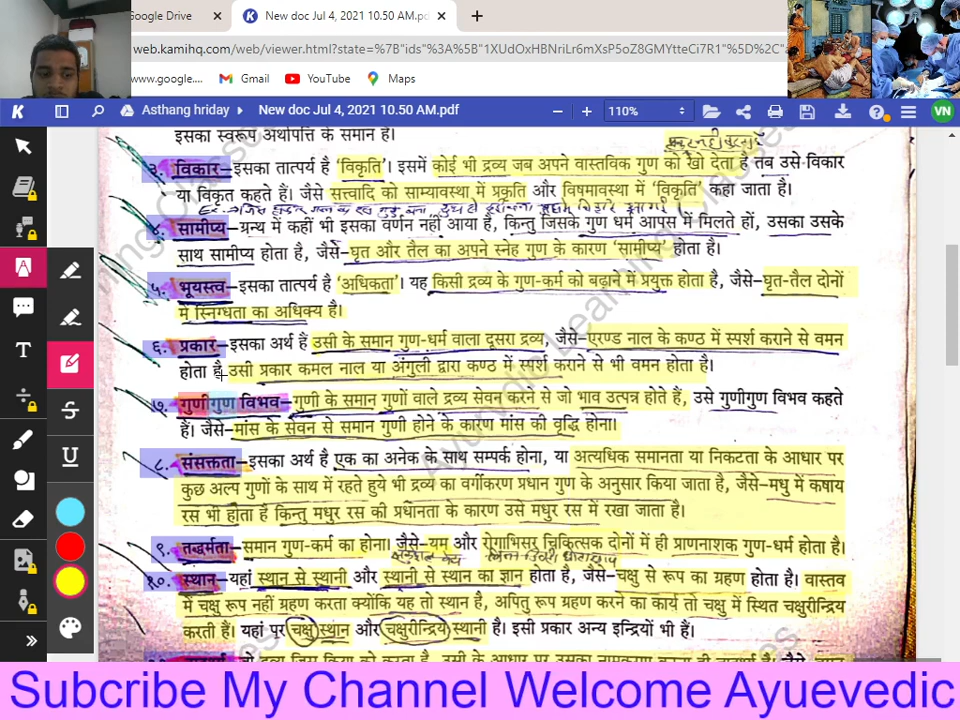 Google Drive × New doc Jul 4, 2021 10.50 AM.p ×
web.kamihq.com/web/viewer.html?state=%7B"ids"%3A%5B"1XUdOxHBNriLr6mXsP5oZ8GMYtteCi7R1"%5D%2C"a
www.google.... Gmail YouTube Maps
K Asthang hriday New doc Jul 4, 2021 10.50 AM.pdf 110% VN
इसका स्वरूप अर्थापत्ति के समान है।
३. विकार–इसका तात्पर्य है 'विकृति'। इसमें कोई भी द्रव्य जब अपने वास्तविक गुण को खो देता है तब उसे विकार
या विकृत कहते हैं। जैसे सत्त्वादि को साम्यावस्था में प्रकृति और विषमावस्था में 'विकृति' कहा जाता है।
४. सामीप्य–ग्रन्थ में कहीं भी इसका वर्णन नहीं आया है, किन्तु जिसके गुण धर्म आपस में मिलते हों, उसका उसके
साथ सामीप्य होता है, जैसे–घृत और तैल का अपने स्नेह गुण के कारण 'सामीप्य' होता है।
५. भूयस्त्व–इसका तात्पर्य है 'अधिकता'। यह किसी द्रव्य के गुण-कर्म को बढ़ाने में प्रयुक्त होता है, जैसे–घृत-तैल दोनों
में स्निग्धता का अधिक्य है।
६. प्रकार–इसका अर्थ हैं उसी के समान गुण-धर्म वाला दूसरा द्रव्य, जैसे–एरण्ड नाल के कण्ठ में स्पर्श कराने से वमन
होता है उसी प्रकार कमल नाल या अंगुली द्वारा कण्ठ में स्पर्श कराने से भी वमन होता है।
७. गुणीगुण विभव–गुणी के समान गुणों वाले द्रव्य सेवन करने से जो भाव उत्पन्न होते हैं, उसे गुणीगुण विभव कहते
हैं। जैसे–मांस के सेवन से समान गुणी होने के कारण मांस की वृद्धि होना।
८. संसक्तता–इसका अर्थ है एक का अनेक के साथ सम्पर्क होना, या अत्यधिक समानता या निकटता के आधार पर
कुछ अल्प गुणों के साथ में रहते हुये भी द्रव्य का वर्गीकरण प्रधान गुण के अनुसार किया जाता है, जैसे–मधु में कषाय
रस भी होता है किन्तु मधुर रस की प्रधानता के कारण उसे मधुर रस में रखा जाता है।
९. तद्धर्मता–समान गुण-कर्म का होना। जैसे–यम और रोगाभिसर चिकित्सक दोनों में ही प्राणनाशक गुण-धर्म होता है।
१०. स्थान–यहां स्थान से स्थानी और स्थानी से स्थान का ज्ञान होता है, जैसे–चक्षु से रूप का ग्रहण होता है। वास्तव
में चक्षु रूप नहीं ग्रहण करता क्योंकि यह तो स्थान है, अपितु रूप ग्रहण करने का कार्य तो चक्षु में स्थित चक्षुरीन्द्रिय
करती हैं। यहां पर चक्षु स्थान और चक्षुरीन्द्रिय स्थानी है। इसी प्रकार अन्य इन्द्रियों भी हैं।
Subcribe My Channel Welcome Ayuevedic